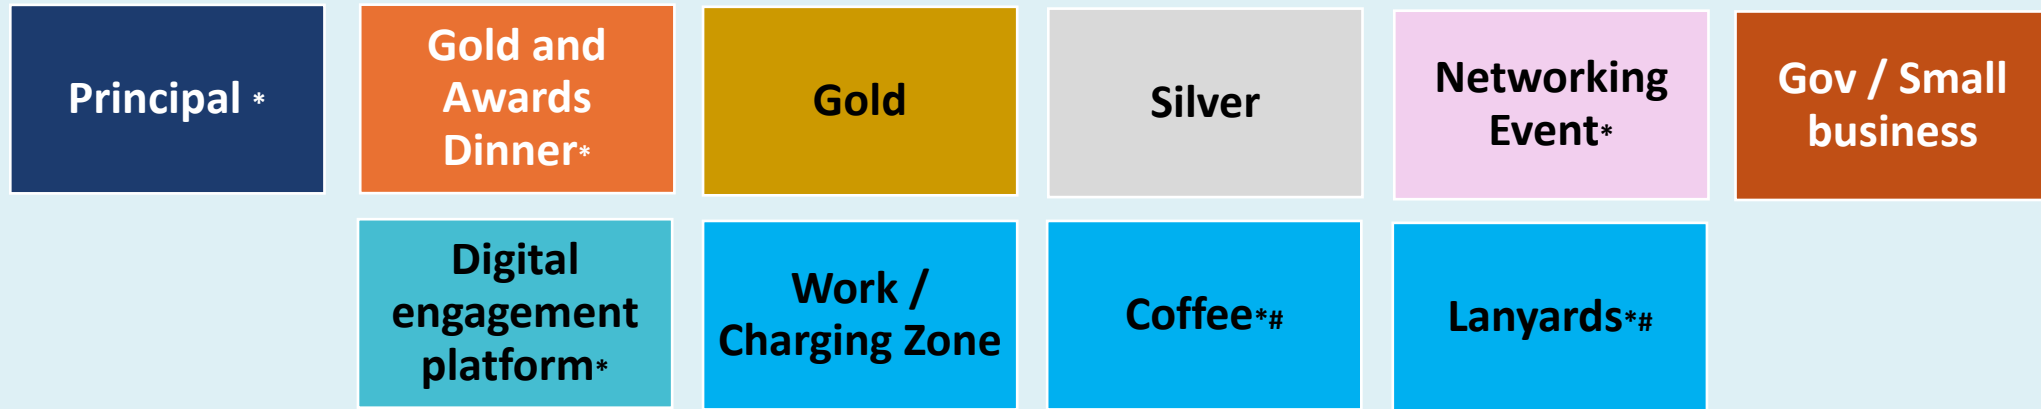 Principal *
Gold and
Awards
Dinner*
Gold
Silver
Networking
Event*
Gov / Small
business
Digital
engagement
platform*
Work /
Charging Zone
Coffee*#
Lanyards*#